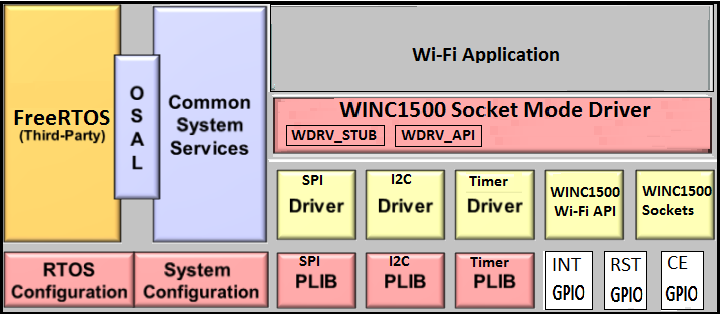 FreeRTOS
(Third-Party)
O
S
A
L
Common
System
Services
Wi-Fi Application
WINC1500 Socket Mode Driver
WDRV_STUB
WDRV_API
SPI
Driver
I2C
Driver
Timer
Driver
WINC1500
Wi-Fi API
WINC1500
Sockets
RTOS
Configuration
System
Configuration
SPI
PLIB
I2C
PLIB
Timer
PLIB
INT
GPIO
RST
GPIO
CE
GPIO